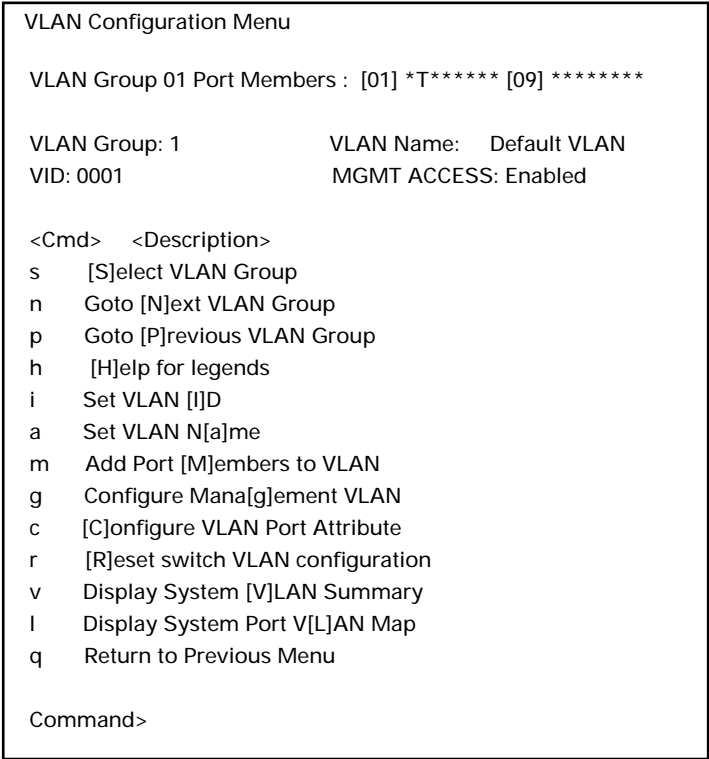 VLAN Configuration Menu
VLAN Group 01 Port Members : [01] *T****** [09] ********
VLAN Group: 1 VLAN Name: Default VLAN
VID: 0001 MGMT ACCESS: Enabled
<Cmd> <Description>
s [S]elect VLAN Group
n Goto [N]ext VLAN Group
p Goto [P]revious VLAN Group
h [H]elp for legends
i Set VLAN [I]D
a Set VLAN N[a]me
m Add Port [M]embers to VLAN
g Configure Mana[g]ement VLAN
c [C]onfigure VLAN Port Attribute
r [R]eset switch VLAN configuration
v Display System [V]LAN Summary
l Display System Port V[L]AN Map
q Return to Previous Menu
Command>